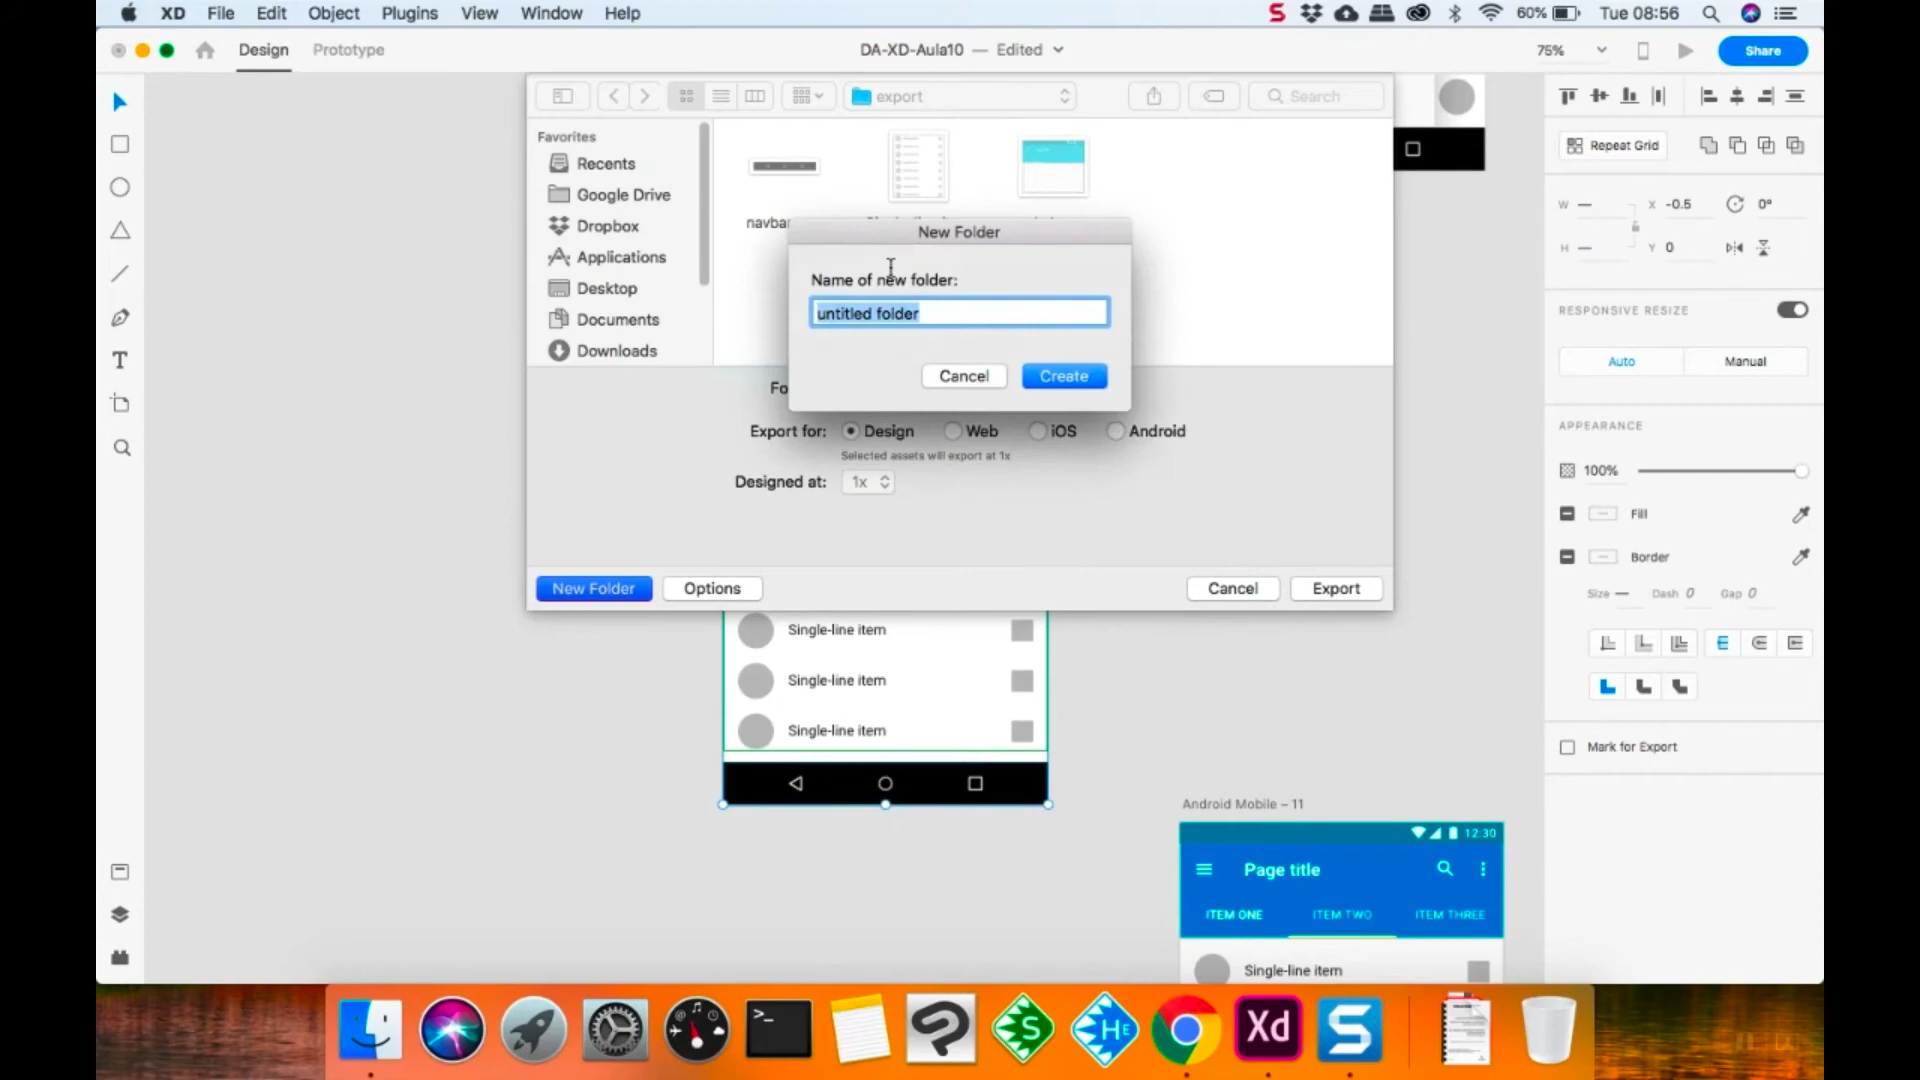 XD File Edit Object Plugins View Window Help
60% Tue 08:56
Design Prototype
DA-XD-Aula10 — Edited
75%
Share
export
Search
Favorites
Recents
Google Drive
Dropbox
Applications
Desktop
Documents
Downloads
New Folder
Name of new folder:
untitled folder
Cancel Create
Export for: Design Web iOS Android
Selected assets will export at 1x
Designed at: 1x
New Folder Options Cancel Export
Repeat Grid
W — X -0.5 0°
H — Y 0
RESPONSIVE RESIZE
Auto Manual
APPEARANCE
100%
Fill
Border
Size — Dash 0 Gap 0
Mark for Export
Single-line item
Single-line item
Single-line item
Android Mobile – 11
12:30
Page title
ITEM ONE ITEM TWO ITEM THREE
Single-line item
S HE Xd S